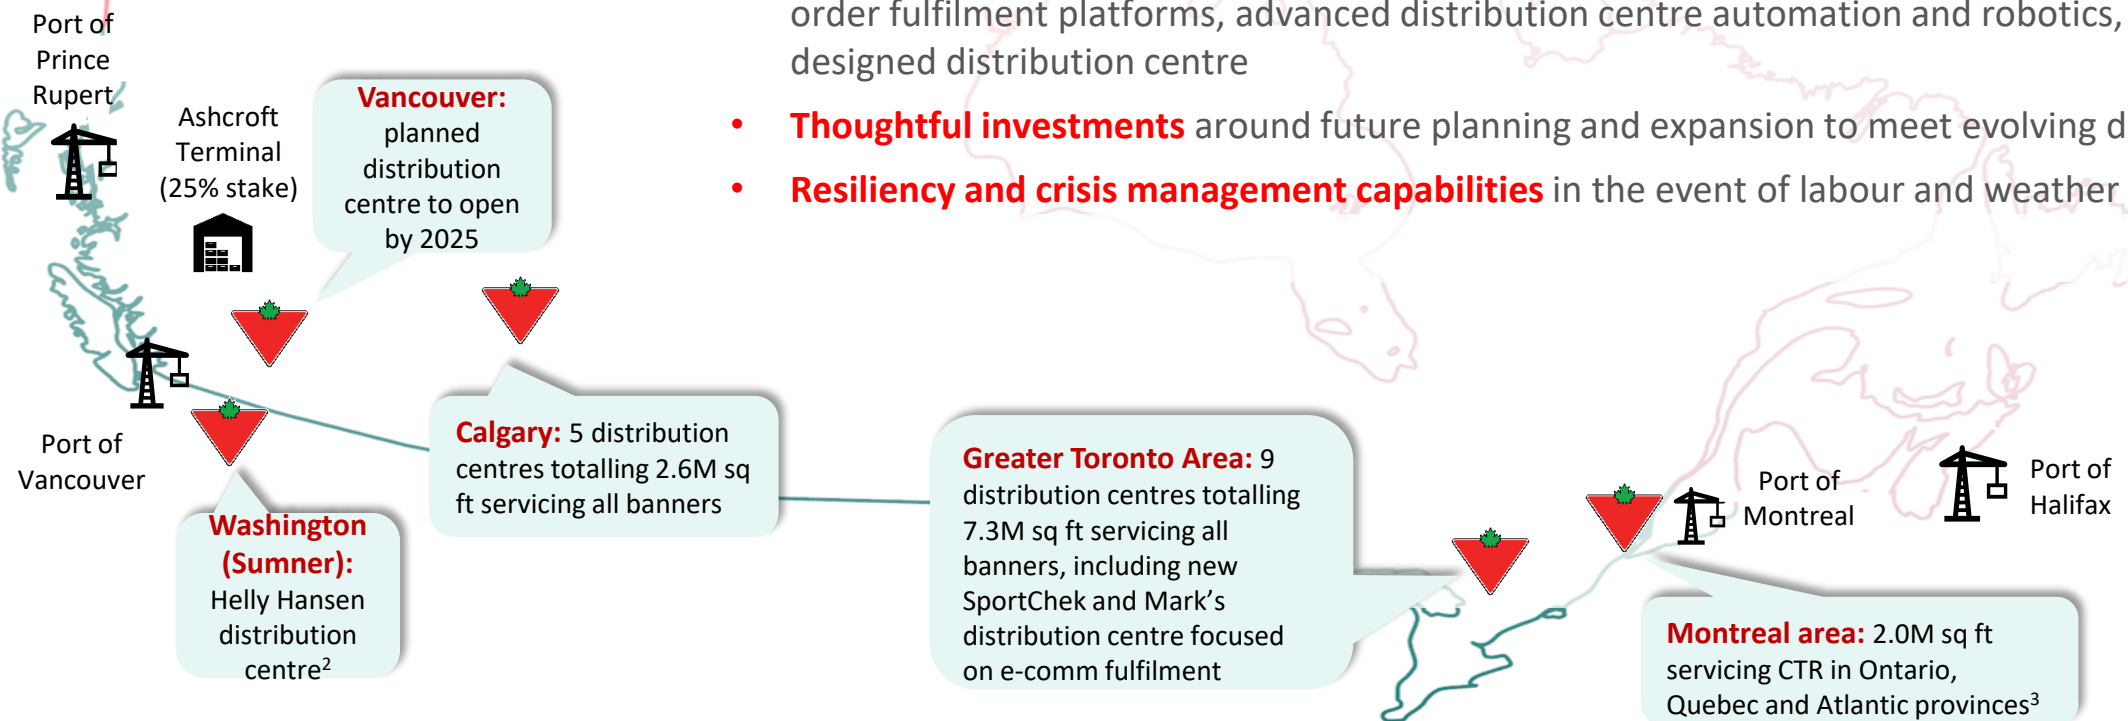 order fulfilment platforms, advanced distribution centre automation and robotics,
designed distribution centre
• Thoughtful investments around future planning and expansion to meet evolving d
• Resiliency and crisis management capabilities in the event of labour and weather
Port of
Prince
Rupert
Ashcroft
Terminal
(25% stake)
Vancouver:
planned
distribution
centre to open
by 2025
Port of
Vancouver
Washington
(Sumner):
Helly Hansen
distribution
centre²
Calgary: 5 distribution
centres totalling 2.6M sq
ft servicing all banners
Greater Toronto Area: 9
distribution centres totalling
7.3M sq ft servicing all
banners, including new
SportChek and Mark’s
distribution centre focused
on e-comm fulfilment
Port of
Montreal
Port of
Halifax
Montreal area: 2.0M sq ft
servicing CTR in Ontario,
Quebec and Atlantic provinces³